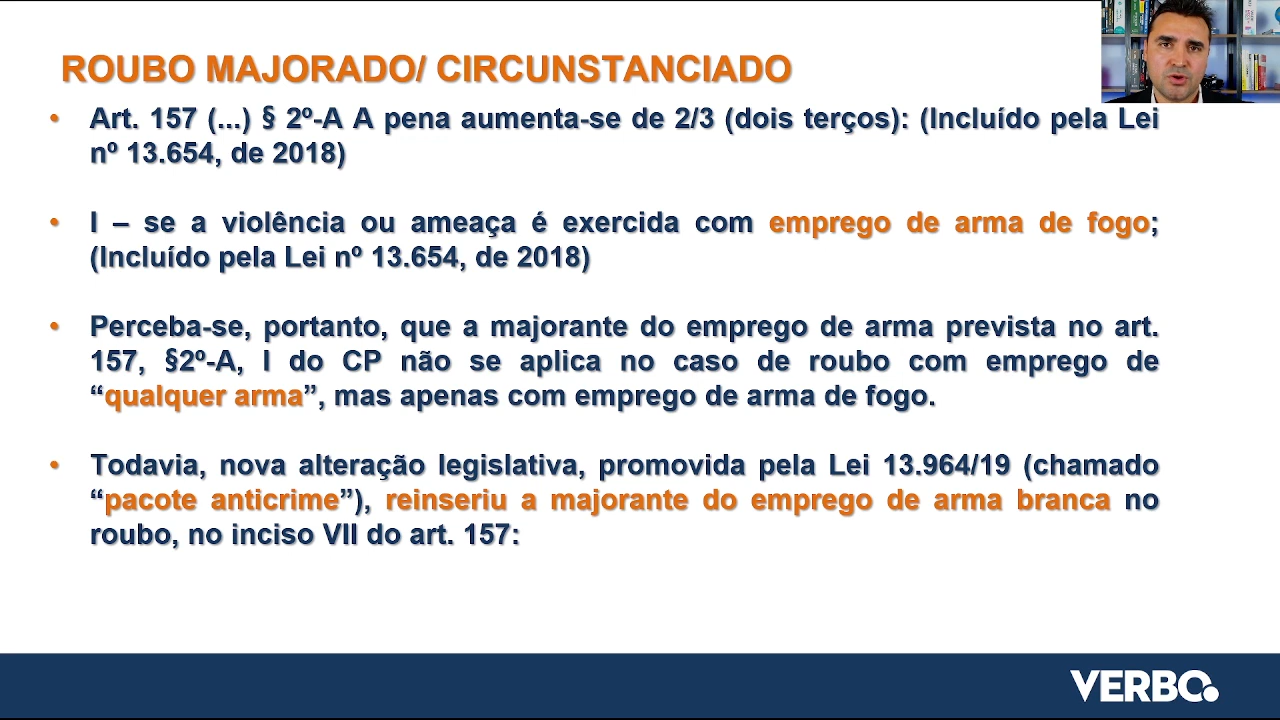 ROUBO MAJORADO/ CIRCUNSTANCIADO
• Art. 157 (...) § 2º-A A pena aumenta-se de 2/3 (dois terços): (Incluído pela Lei
nº 13.654, de 2018)
• I – se a violência ou ameaça é exercida com emprego de arma de fogo;
(Incluído pela Lei nº 13.654, de 2018)
• Perceba-se, portanto, que a majorante do emprego de arma prevista no art.
157, §2º-A, I do CP não se aplica no caso de roubo com emprego de
“qualquer arma”, mas apenas com emprego de arma de fogo.
• Todavia, nova alteração legislativa, promovida pela Lei 13.964/19 (chamado
“pacote anticrime”), reinseriu a majorante do emprego de arma branca no
roubo, no inciso VII do art. 157:
VERBO